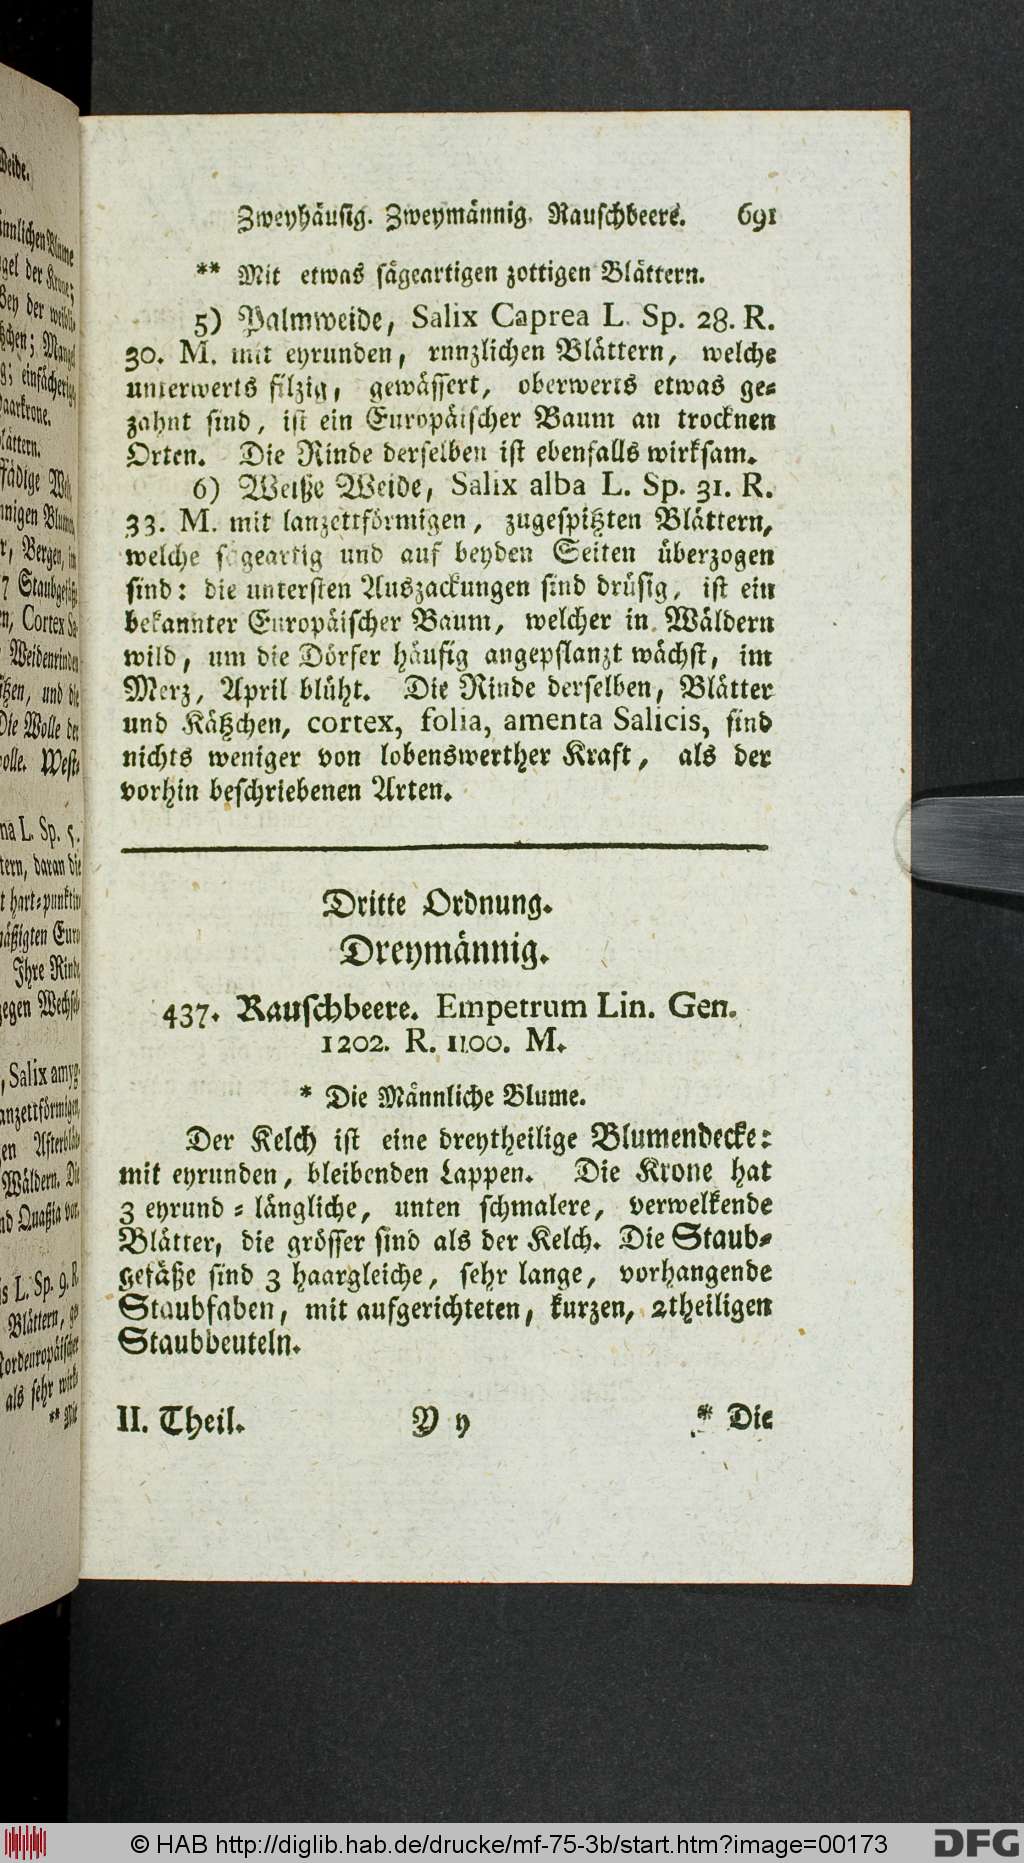 Zweyhäusig. Zweymännig. Rauschbeere. 691
** Mit etwas sägeartigen zottigen Blättern.
5) Palmweide, Salix Caprea L. Sp. 28. R.
30. M. mit eyrunden, rnnzlichen Blättern, welche
unterwerts filzig, gewässert, oberwerts etwas ge-
zahnt sind, ist ein Europäischer Baum an trocknen
Orten. Die Rinde derselben ist ebenfalls wirksam.
6) Weiße Weide, Salix alba L. Sp. 31. R.
33. M. mit lanzettförmigen, zugespitzten Blättern,
welche sägeartig und auf beyden Seiten überzogen
sind: die untersten Auszackungen sind drüsig, ist ein
bekannter Europäischer Baum, welcher in Wäldern
wild, um die Dörfer häufig angepflanzt wächst, im
Merz, April blüht. Die Rinde derselben, Blätter
und Kätzchen, cortex, folia, amenta Salicis, sind
nichts weniger von lobenswerther Kraft, als der
vorhin beschriebenen Arten.
Dritte Ordnung.
Dreymännig.
437. Rauschbeere. Empetrum Lin. Gen.
1202. R. 1100. M.
* Die Männliche Blume.
Der Kelch ist eine dreytheilige Blumendecke:
mit eyrunden, bleibenden Lappen. Die Krone hat
3 eyrund-längliche, unten schmalere, verwelkende
Blätter, die grösser sind als der Kelch. Die Staub-
gefäße sind 3 haargleiche, sehr lange, vorhangende
Staubfaben, mit aufgerichteten, kurzen, 2theiligen
Staubbeuteln.
II. Theil. Y y * Die
© HAB http://diglib.hab.de/drucke/mf-75-3b/start.htm?image=00173 DFG